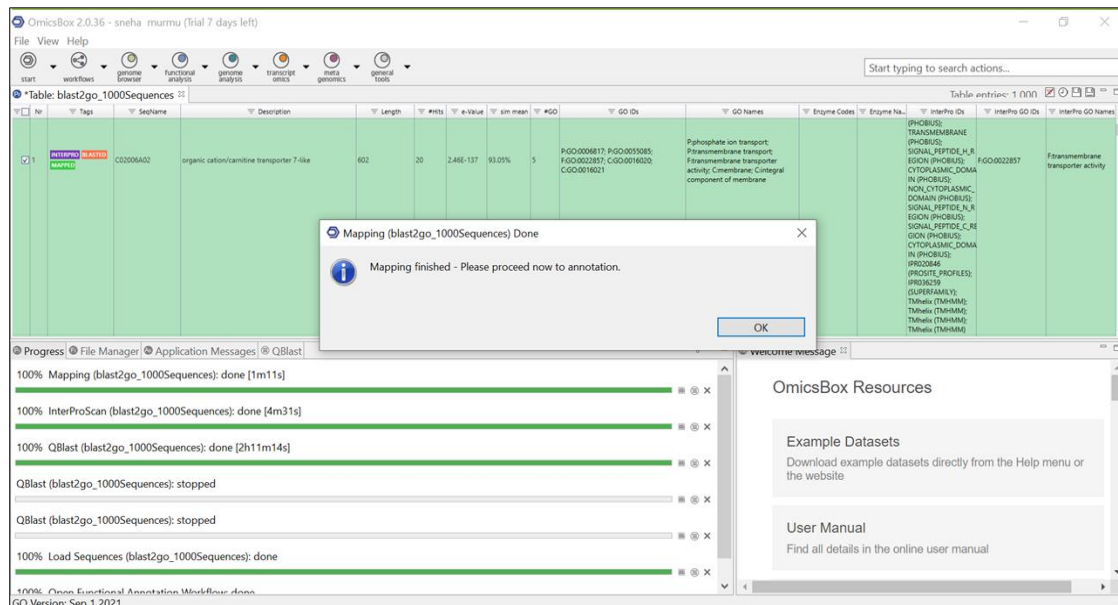 OmicsBox 2.0.36 - sneha murmu (Trial 7 days left)
File View Help
start
workflows
genome browser
functional analysis
genome analysis
transcript omics
meta genomics
general tools
Start typing to search actions...
*Table: blast2go_1000Sequences
Table entries: 1 000
Nr Tags SeqName Description Length #Hits e-Value sim mean #GO GO IDs GO Names Enzyme Codes Enzyme Na... InterPro IDs InterPro GO IDs InterPro GO Names
1
INTERPRO BLASTED
MAPPED
C02006A02
organic cation/carnitine transporter 7-like
602
20
2.46E-137
93.05%
5
P:GO:0006817; P:GO:0055085;
F:GO:0022857; C:GO:0016020;
C:GO:0016021
P:phosphate ion transport;
P:transmembrane transport;
F:transmembrane transporter
activity; C:membrane; C:integral
component of membrane
(PHOBIUS);
TRANSMEMBRANE
(PHOBIUS);
SIGNAL_PEPTIDE_H_R
EGION (PHOBIUS);
CYTOPLASMIC_DOMA
IN (PHOBIUS);
NON_CYTOPLASMIC_
DOMAIN (PHOBIUS);
SIGNAL_PEPTIDE_N_R
EGION (PHOBIUS);
SIGNAL_PEPTIDE_C_RE
GION (PHOBIUS);
CYTOPLASMIC_DOMA
IN (PHOBIUS);
IPR020846
(PROSITE_PROFILES);
IPR036259
(SUPERFAMILY);
TMhelix (TMHMM);
TMhelix (TMHMM);
TMhelix (TMHMM);
TMhelix (TMHMM)
F:GO:0022857
F:transmembrane
transporter activity
Mapping (blast2go_1000Sequences) Done
Mapping finished - Please proceed now to annotation.
OK
Progress File Manager Application Messages QBlast
100% Mapping (blast2go_1000Sequences): done [1m11s]
100% InterProScan (blast2go_1000Sequences): done [4m31s]
100% QBlast (blast2go_1000Sequences): done [2h11m14s]
QBlast (blast2go_1000Sequences): stopped
QBlast (blast2go_1000Sequences): stopped
100% Load Sequences (blast2go_1000Sequences): done
100% Open Functional Annotation Workflow: done
GO Version: Sep 1 2021
Welcome Message
OmicsBox Resources
Example Datasets
Download example datasets directly from the Help menu or
the website
User Manual
Find all details in the online user manual